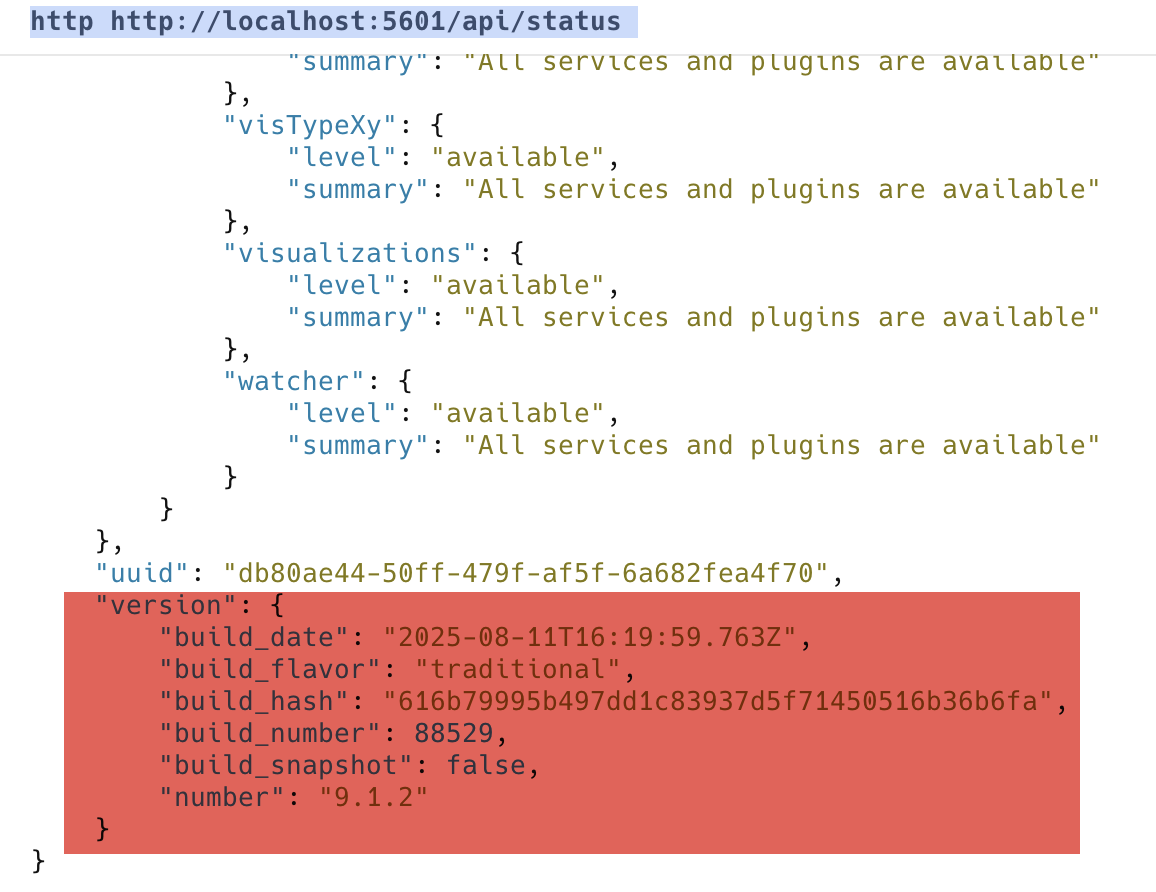 http http://localhost:5601/api/status
"summary": "All services and plugins are available"
},
"visTypeXy": {
"level": "available",
"summary": "All services and plugins are available"
},
"visualizations": {
"level": "available",
"summary": "All services and plugins are available"
},
"watcher": {
"level": "available",
"summary": "All services and plugins are available"
}
}
},
"uuid": "db80ae44-50ff-479f-af5f-6a682fea4f70",
"version": {
"build_date": "2025-08-11T16:19:59.763Z",
"build_flavor": "traditional",
"build_hash": "616b79995b497dd1c83937d5f71450516b36b6fa",
"build_number": 88529,
"build_snapshot": false,
"number": "9.1.2"
}
}